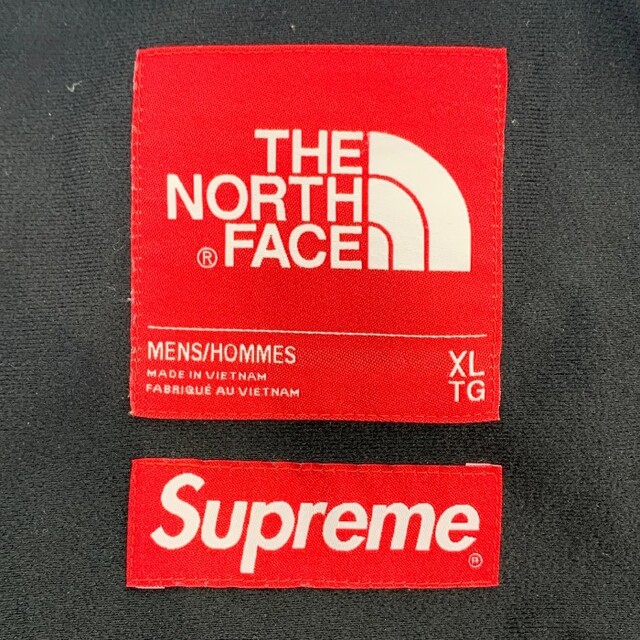 THE
NORTH
® FACE
MENS/HOMMES XL
MADE IN VIETNAM TG
FABRIQUÉ AU VIETNAM
Supreme ®